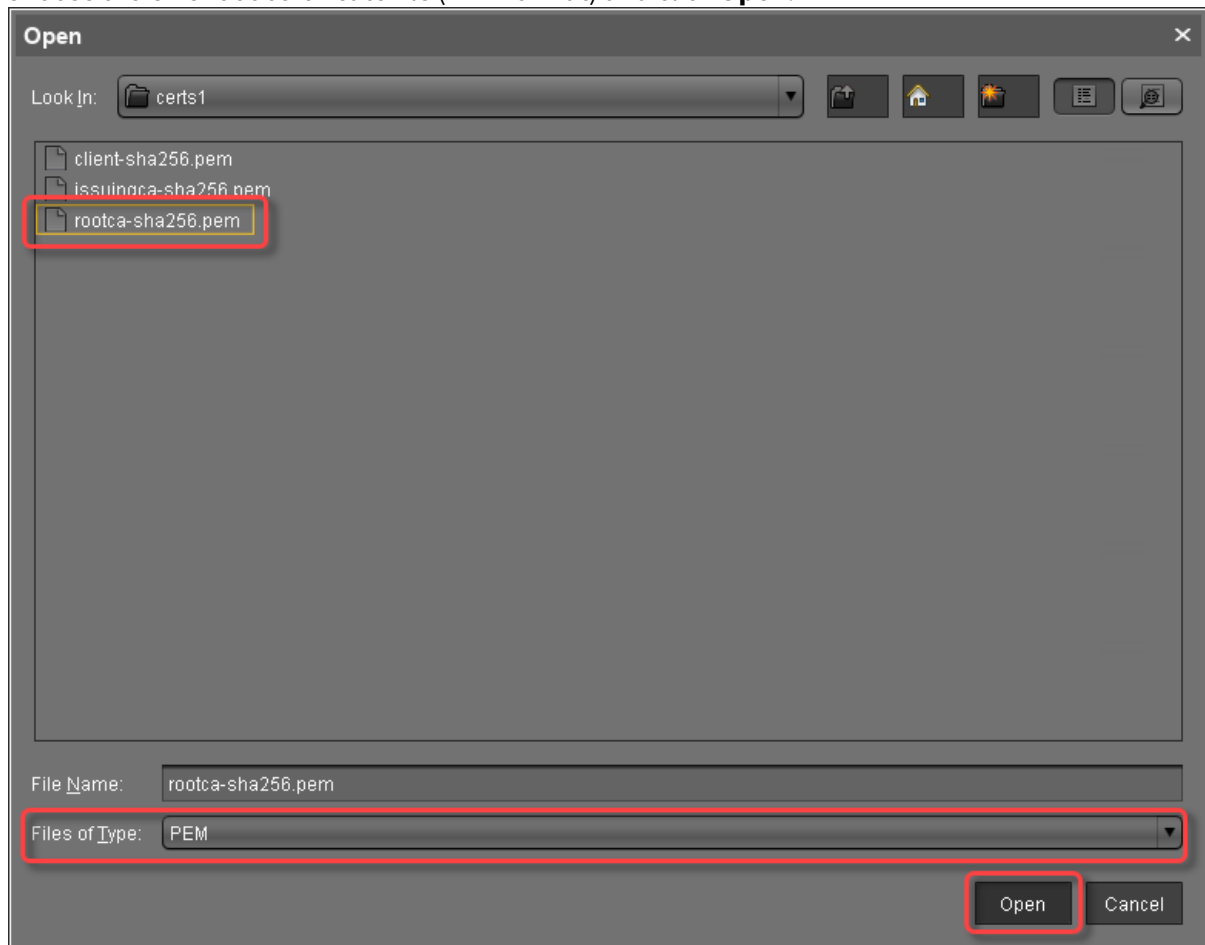 Open
Look In: certs1
client-sha256.pem
issuingca-sha256.pem
rootca-sha256.pem
File Name: rootca-sha256.pem
Files of Type: PEM
Open Cancel